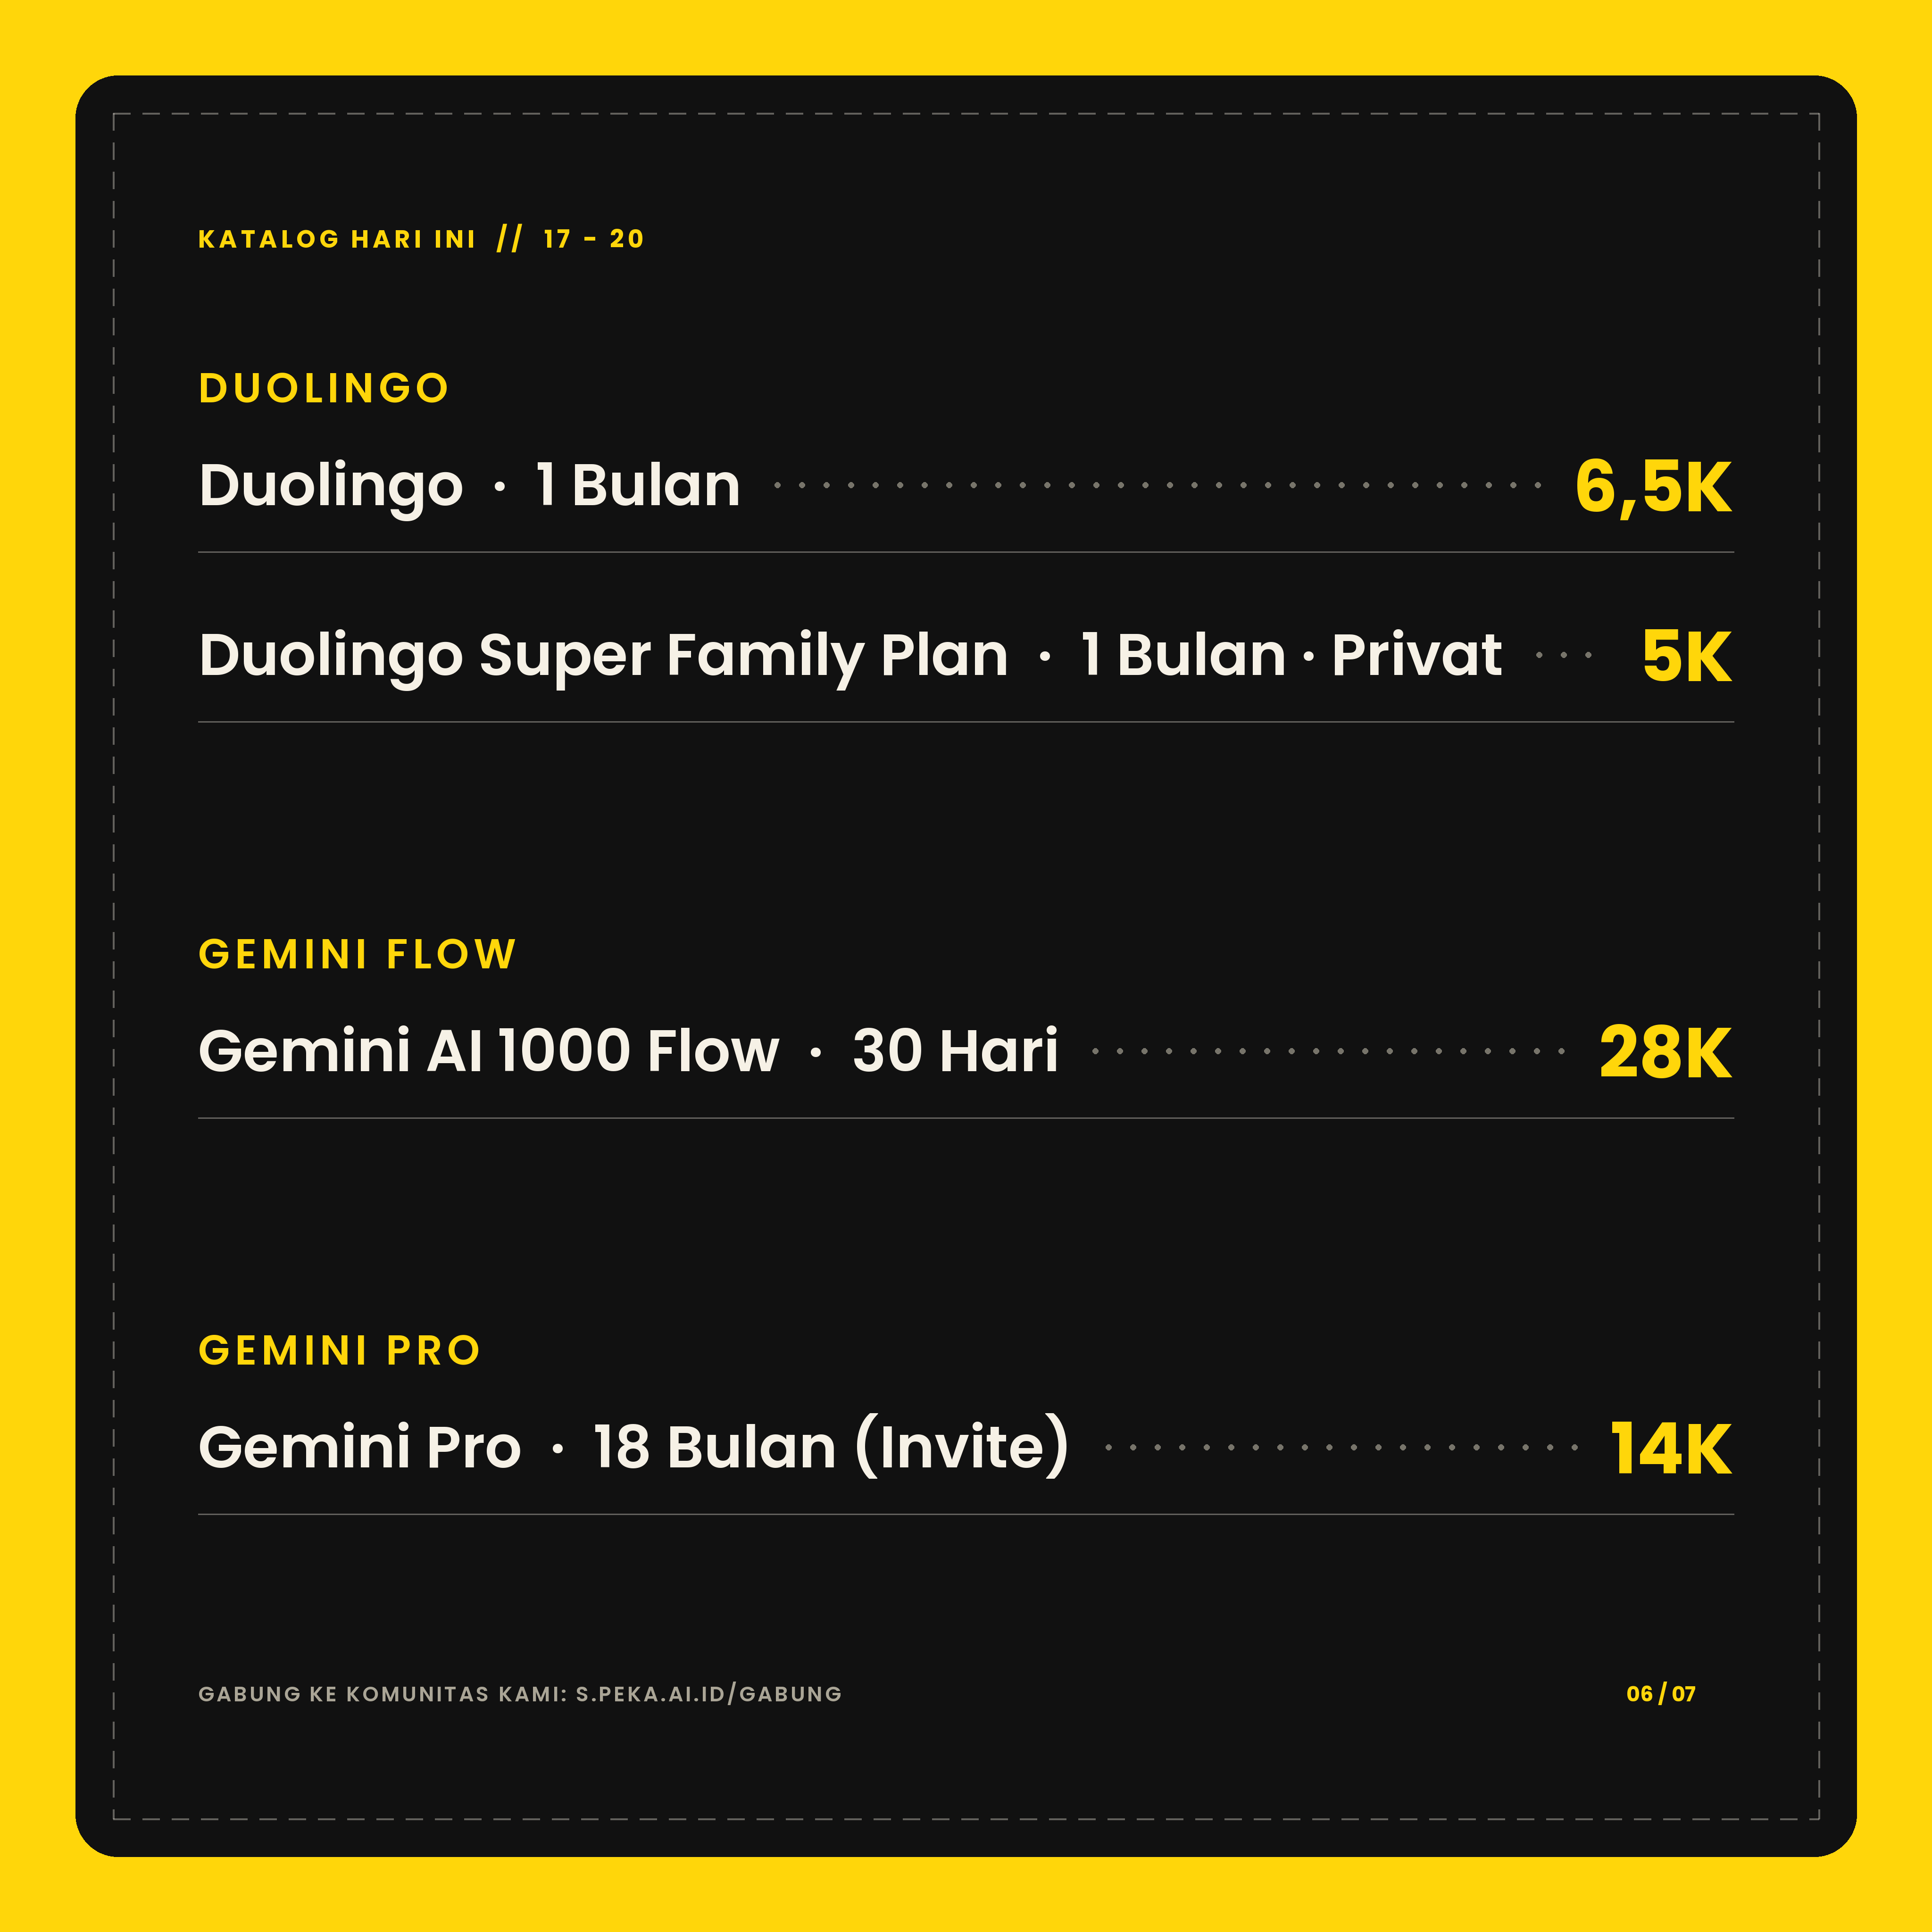 KATALOG HARI INI // 17 - 20
DUOLINGO
Duolingo · 1 Bulan 6,5K
Duolingo Super Family Plan · 1 Bulan · Privat 5K
GEMINI FLOW
Gemini AI 1000 Flow · 30 Hari 28K
GEMINI PRO
Gemini Pro · 18 Bulan (Invite) 14K
GABUNG KE KOMUNITAS KAMI: S.PEKA.AI.ID/GABUNG 06 / 07